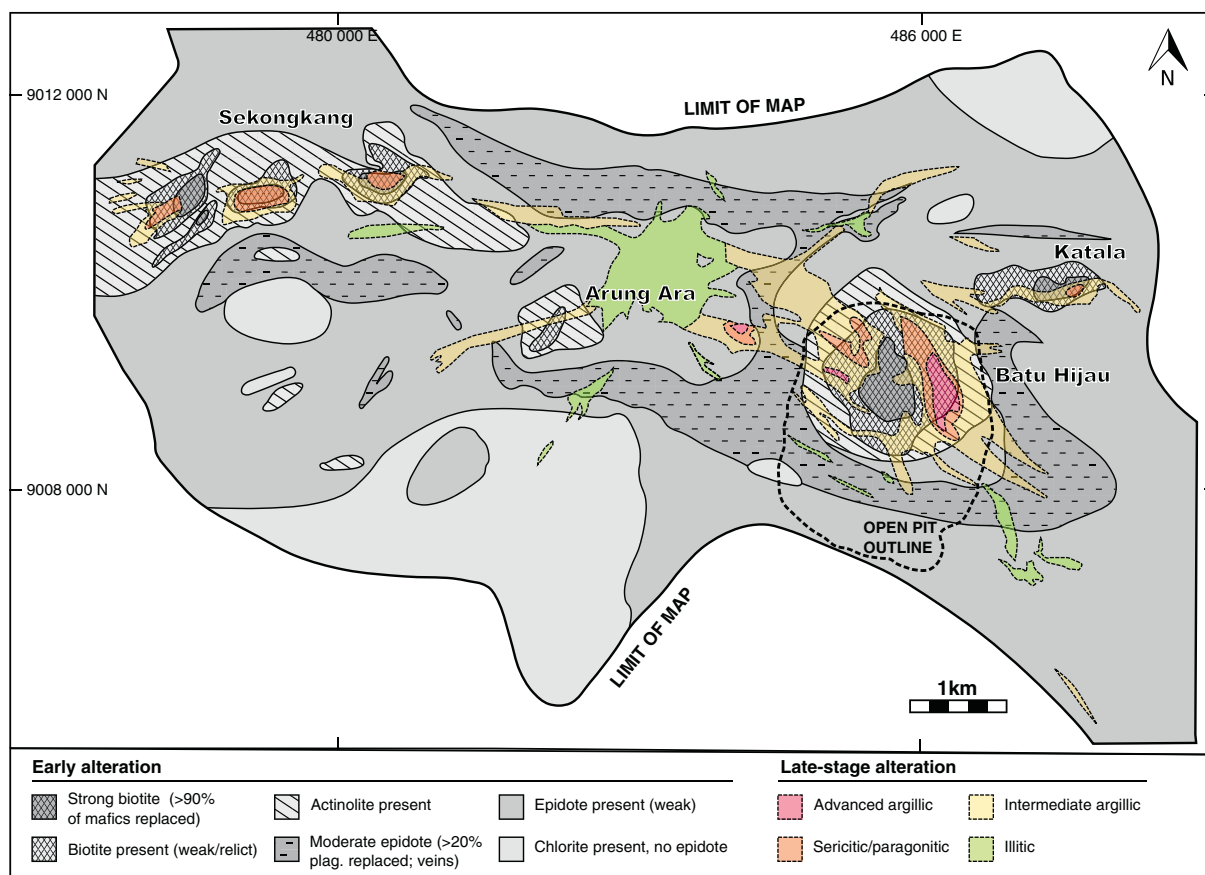 480 000 E
486 000 E
9012 000 N
N
LIMIT OF MAP
Sekongkang
Katala
Arung Ara
Batu Hijau
9008 000 N
OPEN PIT
OUTLINE
LIMIT OF MAP
1km
Early alteration
Strong biotite (>90%
of mafics replaced)
Biotite present (weak/relict)
Actinolite present
Moderate epidote (>20%
plag. replaced; veins)
Epidote present (weak)
Chlorite present, no epidote
Late-stage alteration
Advanced argillic
Sericitic/paragonitic
Intermediate argillic
Illitic